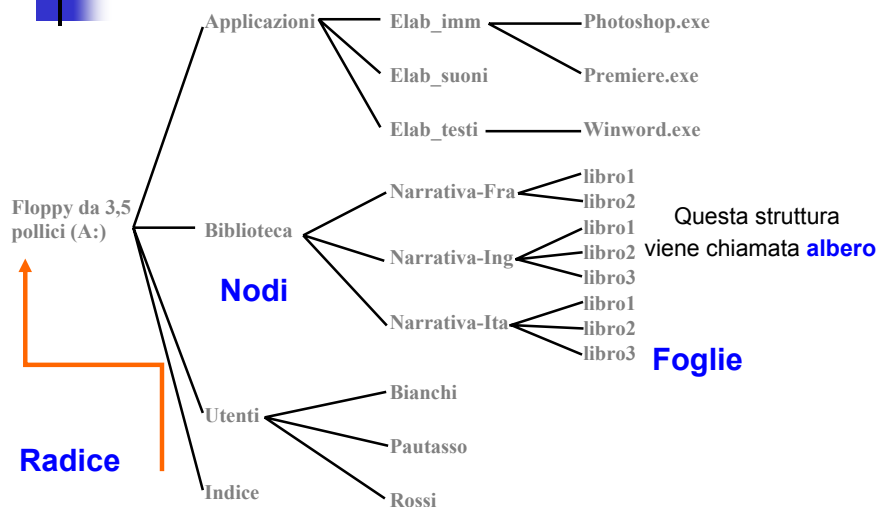 Applicazioni
Elab_imm
Photoshop.exe
Premiere.exe
Elab_suoni
Elab_testi
Winword.exe
Floppy da 3,5
pollici (A:)
Biblioteca
Nodi
Narrativa-Fra
libro1
libro2
Narrativa-Ing
libro1
libro2
libro3
Narrativa-Ita
libro1
libro2
libro3
Questa struttura
viene chiamata albero
Foglie
Utenti
Bianchi
Pautasso
Rossi
Radice
Indice